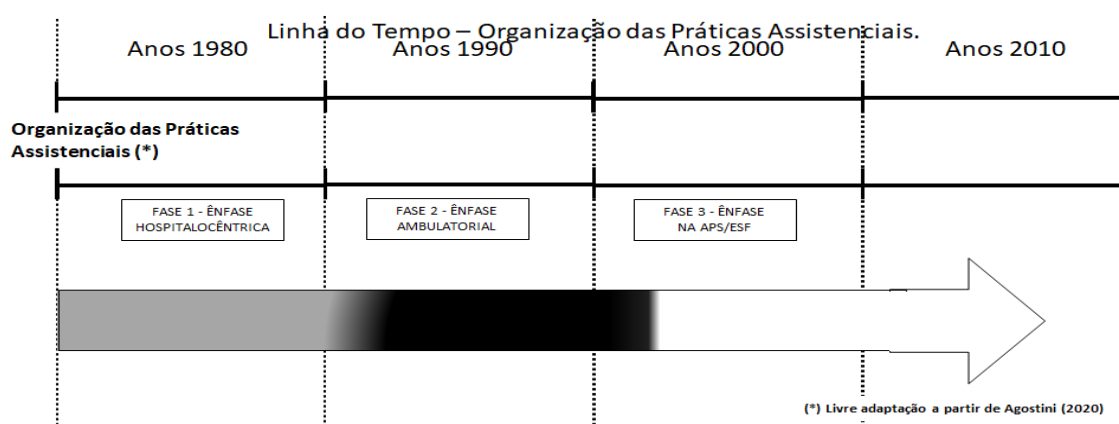 Linha do Tempo – Organização das Práticas Assistenciais.
Anos 1980
Anos 1990
Anos 2000
Anos 2010
Organização das Práticas
Assistenciais (*)
FASE 1 - ÊNFASE
HOSPITALOCÊNTRICA
FASE 2 - ÊNFASE
AMBULATORIAL
FASE 3 - ÊNFASE
NA APS/ESF
(*) Livre adaptação a partir de Agostini (2020)